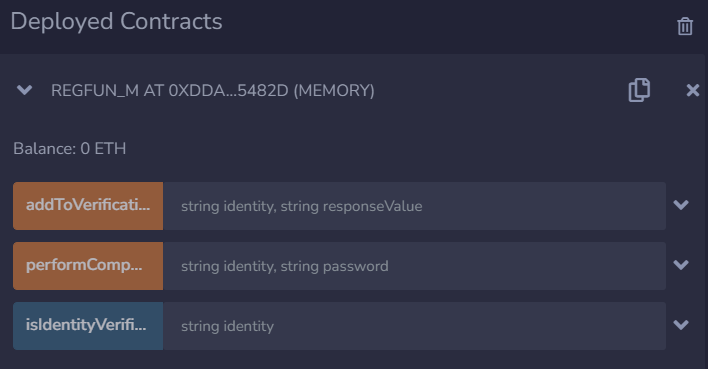 Deployed Contracts
REGFUN_M AT 0XDDA...5482D (MEMORY)
Balance: 0 ETH
addToVerificati... string identity, string responseValue
performComp... string identity, string password
isIdentityVerifi... string identity